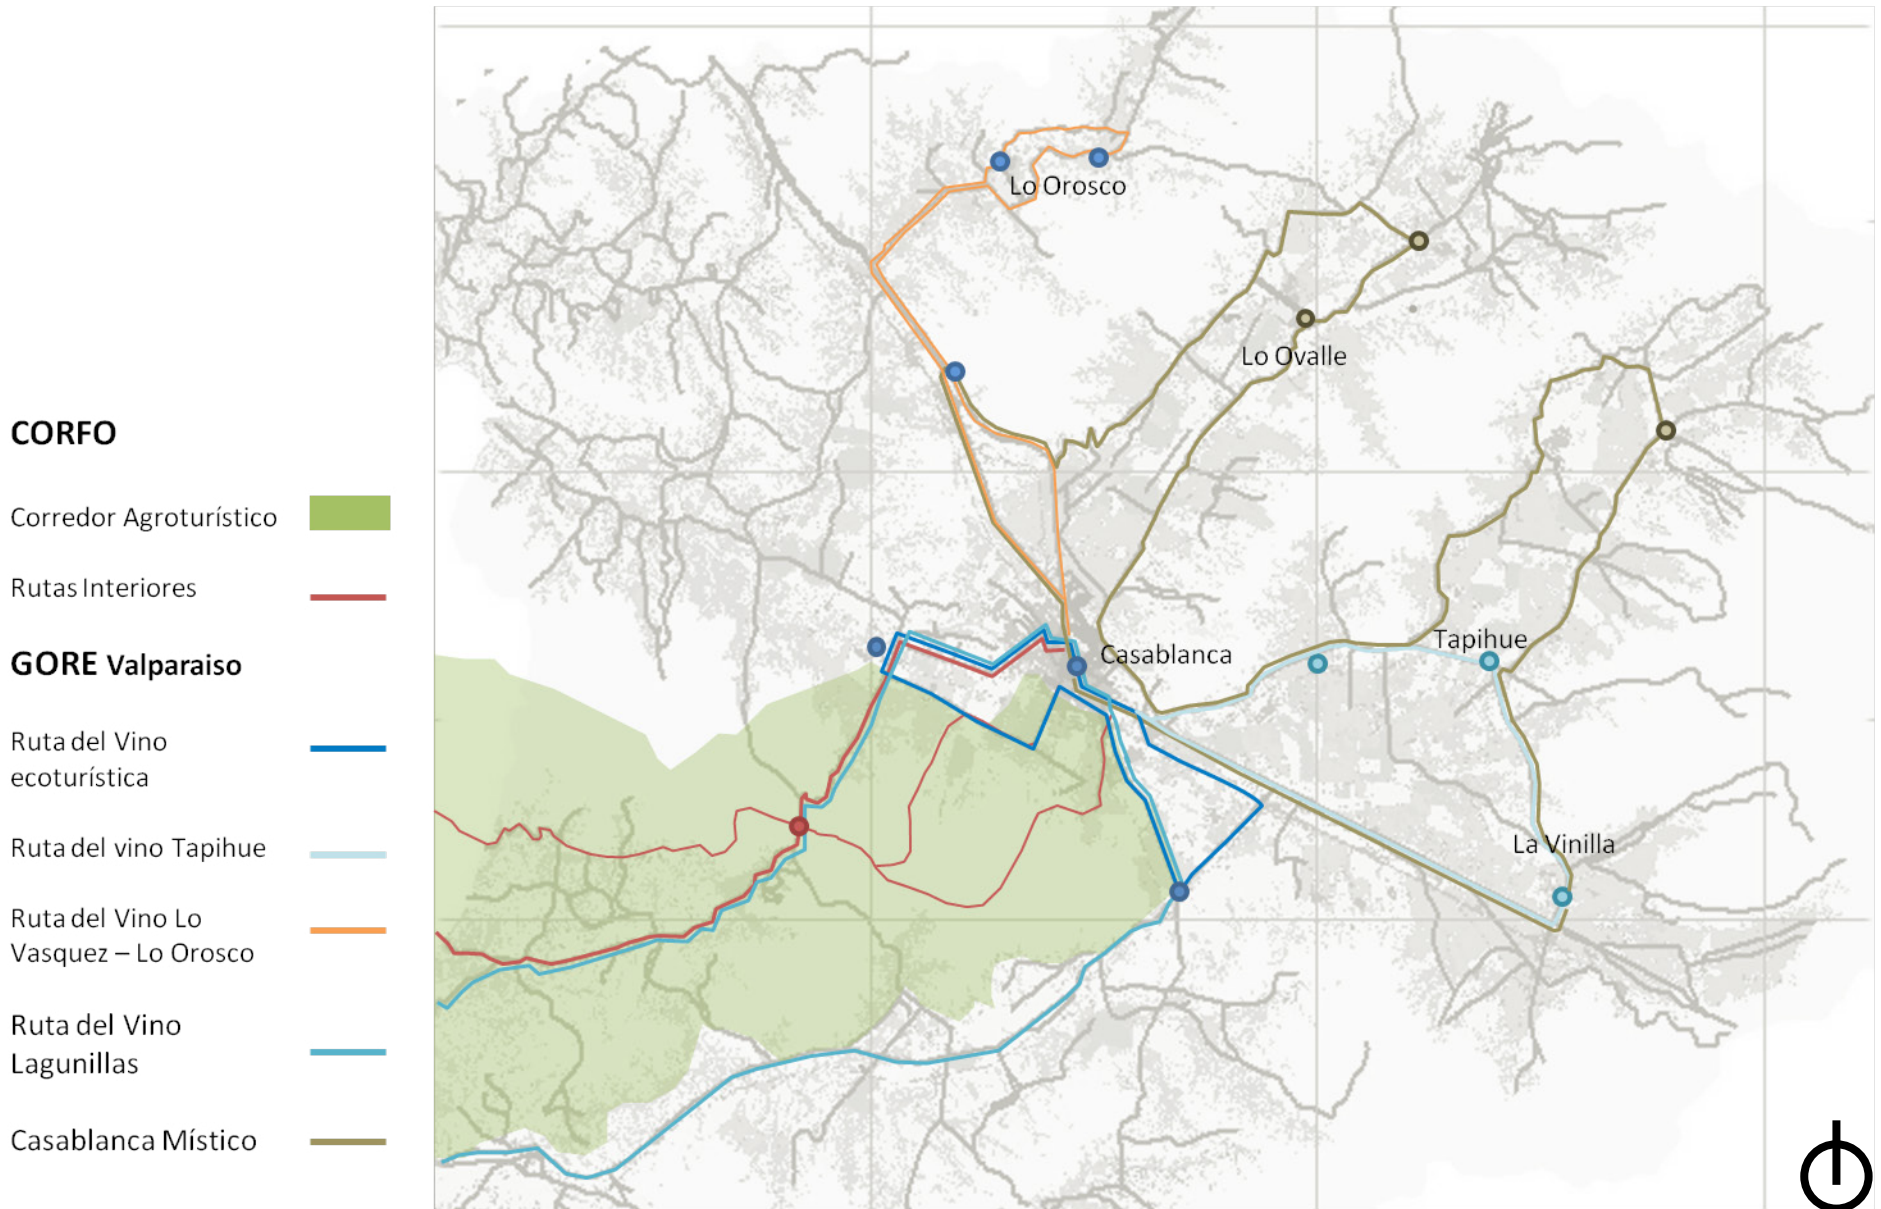 CORFO
Corredor Agroturístico
Rutas Interiores
GORE Valparaiso
Ruta del Vino
ecoturística
Ruta del vino Tapihue
Ruta del Vino Lo
Vasquez – Lo Orosco
Ruta del Vino
Lagunillas
Casablanca Místico
Lo Orosco
Lo Ovalle
Casablanca
Tapihue
La Vinilla